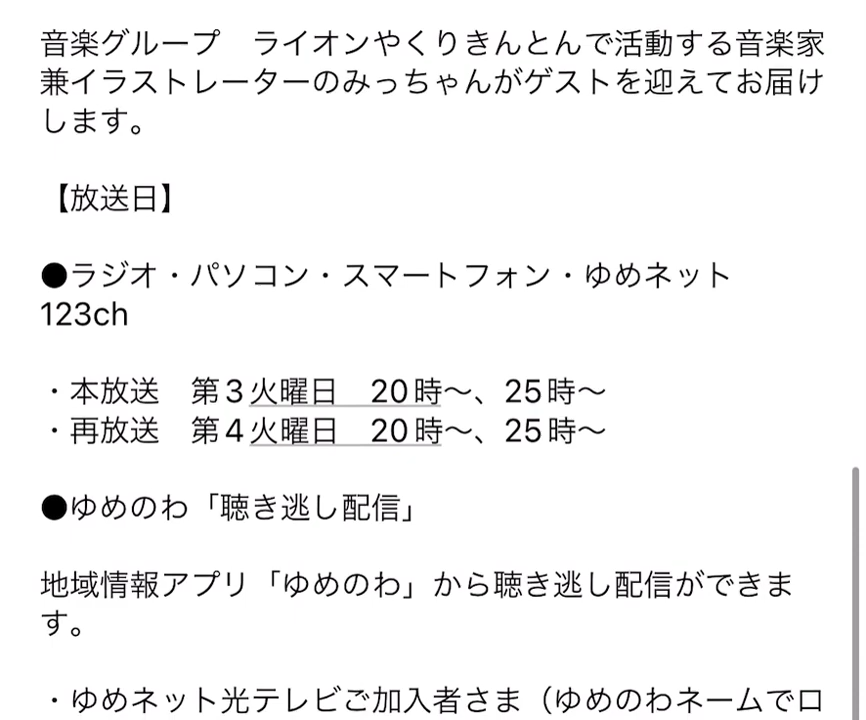 音楽グループ　ライオンやくりきんとんで活動する音楽家
兼イラストレーターのみっちゃんがゲストを迎えてお届け
します。
【放送日】
●ラジオ・パソコン・スマートフォン・ゆめネット
123ch
・本放送　第3火曜日　20時〜、25時〜
・再放送　第4火曜日　20時〜、25時〜
●ゆめのわ「聴き逃し配信」
地域情報アプリ「ゆめのわ」から聴き逃し配信ができま
す。
・ゆめネット光テレビご加入者さま（ゆめのわネームでロ